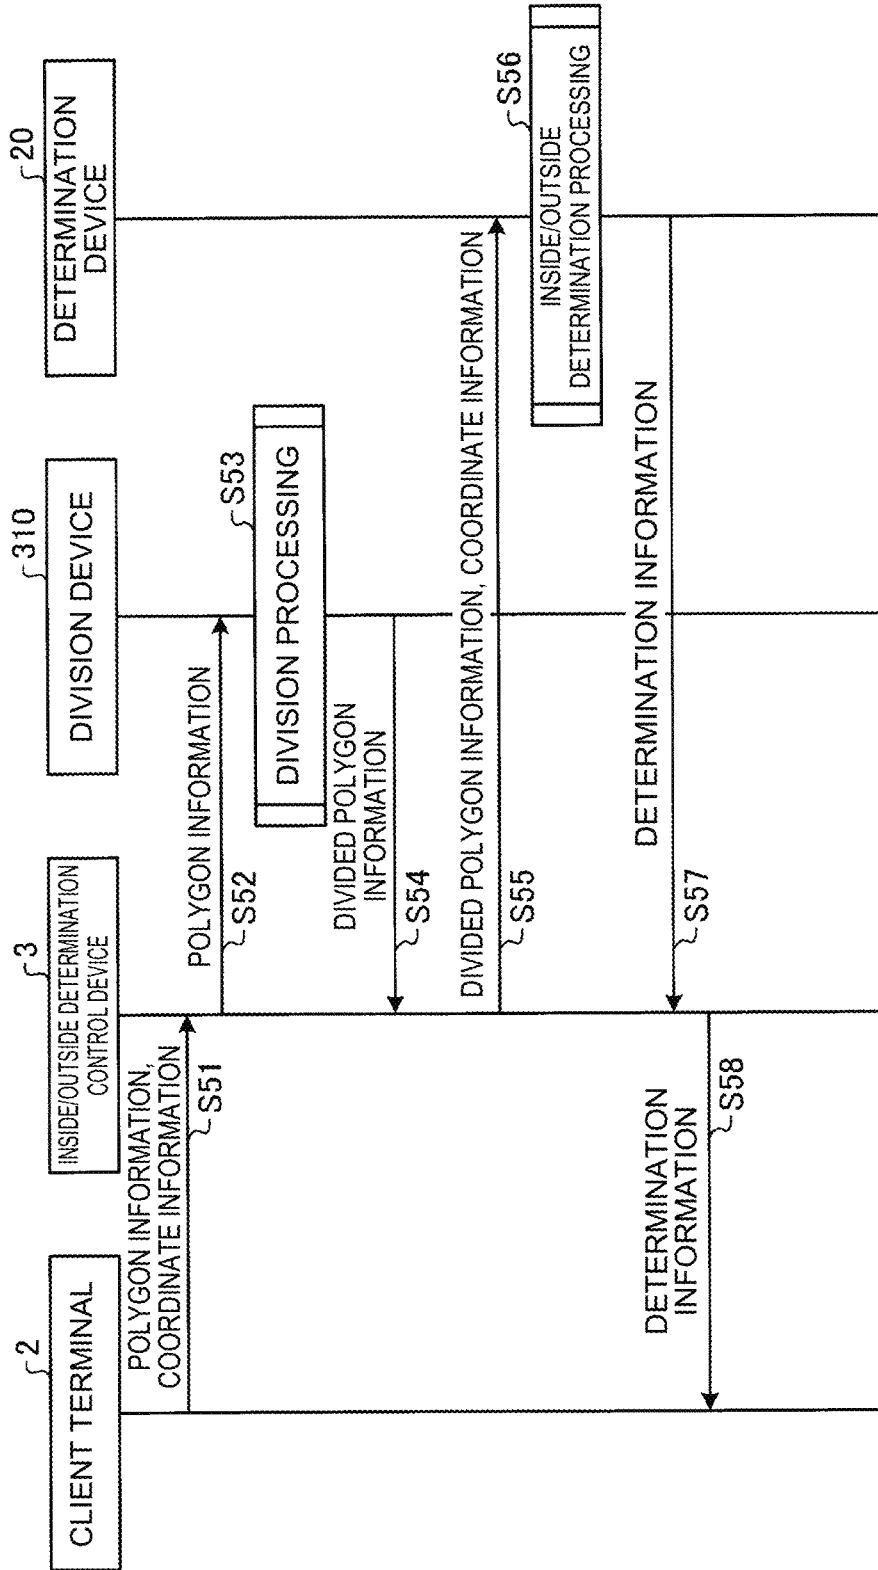 2
CLIENT TERMINAL
3
INSIDE/OUTSIDE DETERMINATION
CONTROL DEVICE
310
DIVISION DEVICE
20
DETERMINATION
DEVICE
POLYGON INFORMATION,
COORDINATE INFORMATION
S51
POLYGON INFORMATION
S52
S53
DIVISION PROCESSING
DIVIDED POLYGON
INFORMATION
S54
DIVIDED POLYGON INFORMATION, COORDINATE INFORMATION
S55
S56
INSIDE/OUTSIDE
DETERMINATION PROCESSING
DETERMINATION INFORMATION
S57
DETERMINATION
INFORMATION
S58